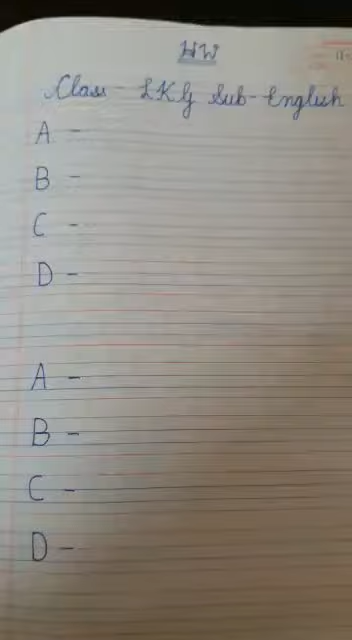 HW
Class - LKG Sub - English
A -
B -
C -
D -
A -
B -
C -
D -